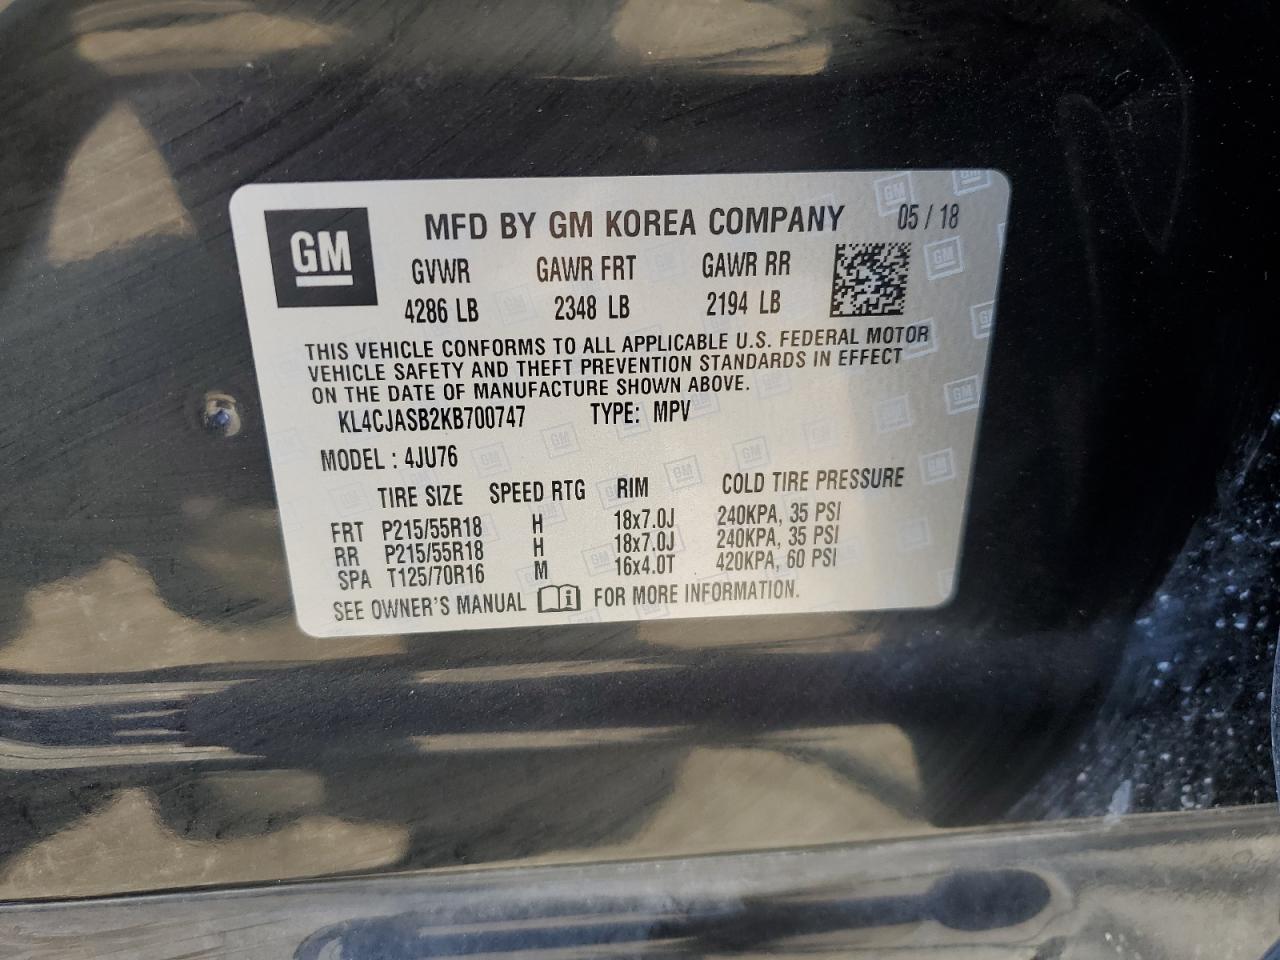 GM
MFD BY GM KOREA COMPANY 05 / 18
GVWR GAWR FRT GAWR RR
4286 LB 2348 LB 2194 LB
THIS VEHICLE CONFORMS TO ALL APPLICABLE U.S. FEDERAL MOTOR
VEHICLE SAFETY AND THEFT PREVENTION STANDARDS IN EFFECT
ON THE DATE OF MANUFACTURE SHOWN ABOVE.
KL4CJASB2KB700747 TYPE: MPV
MODEL : 4JU76
TIRE SIZE SPEED RTG RIM COLD TIRE PRESSURE
FRT P215/55R18 H 18x7.0J 240KPA, 35 PSI
RR P215/55R18 H 18x7.0J 240KPA, 35 PSI
SPA T125/70R16 M 16x4.0T 420KPA, 60 PSI
SEE OWNER'S MANUAL FOR MORE INFORMATION.